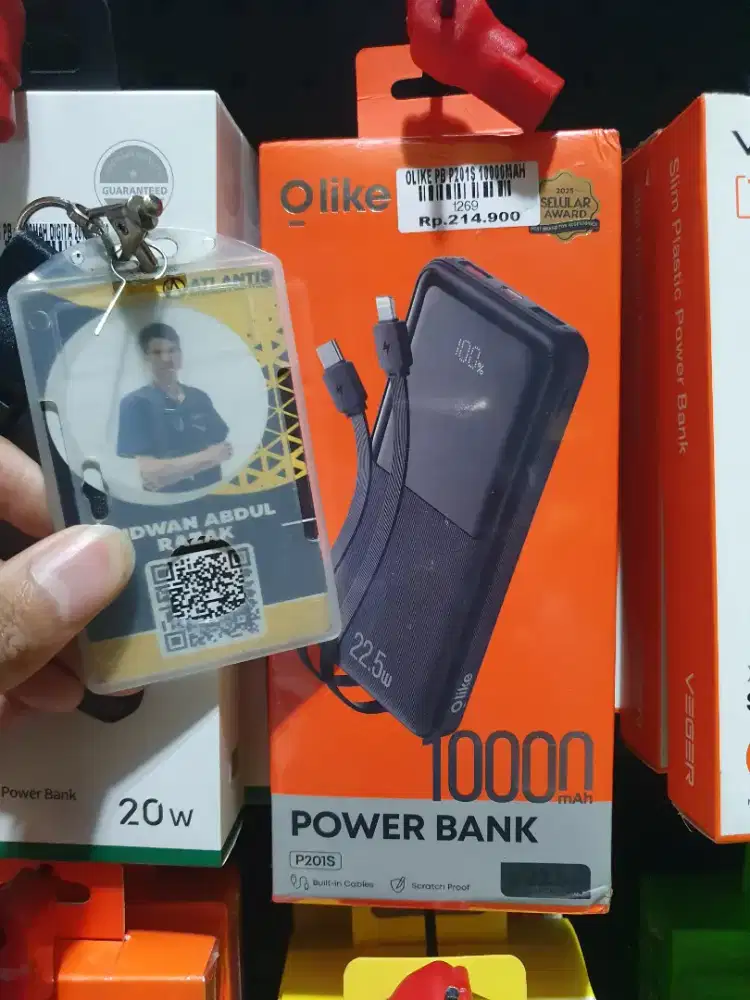 GUARANTEED
ATLANTIS
IDWAN ABDUL
RAZAK
Power Bank
20W
Olike
OLIKE PB P201S 10000MAH
1269
Rp.214.900
2023
SELULAR
AWARD
100%
22.5W
Olike
10000
mAh
POWER BANK
P201S
Built-in Cables
Scratch Proof
Slim Plastic Power Bank
VEGER